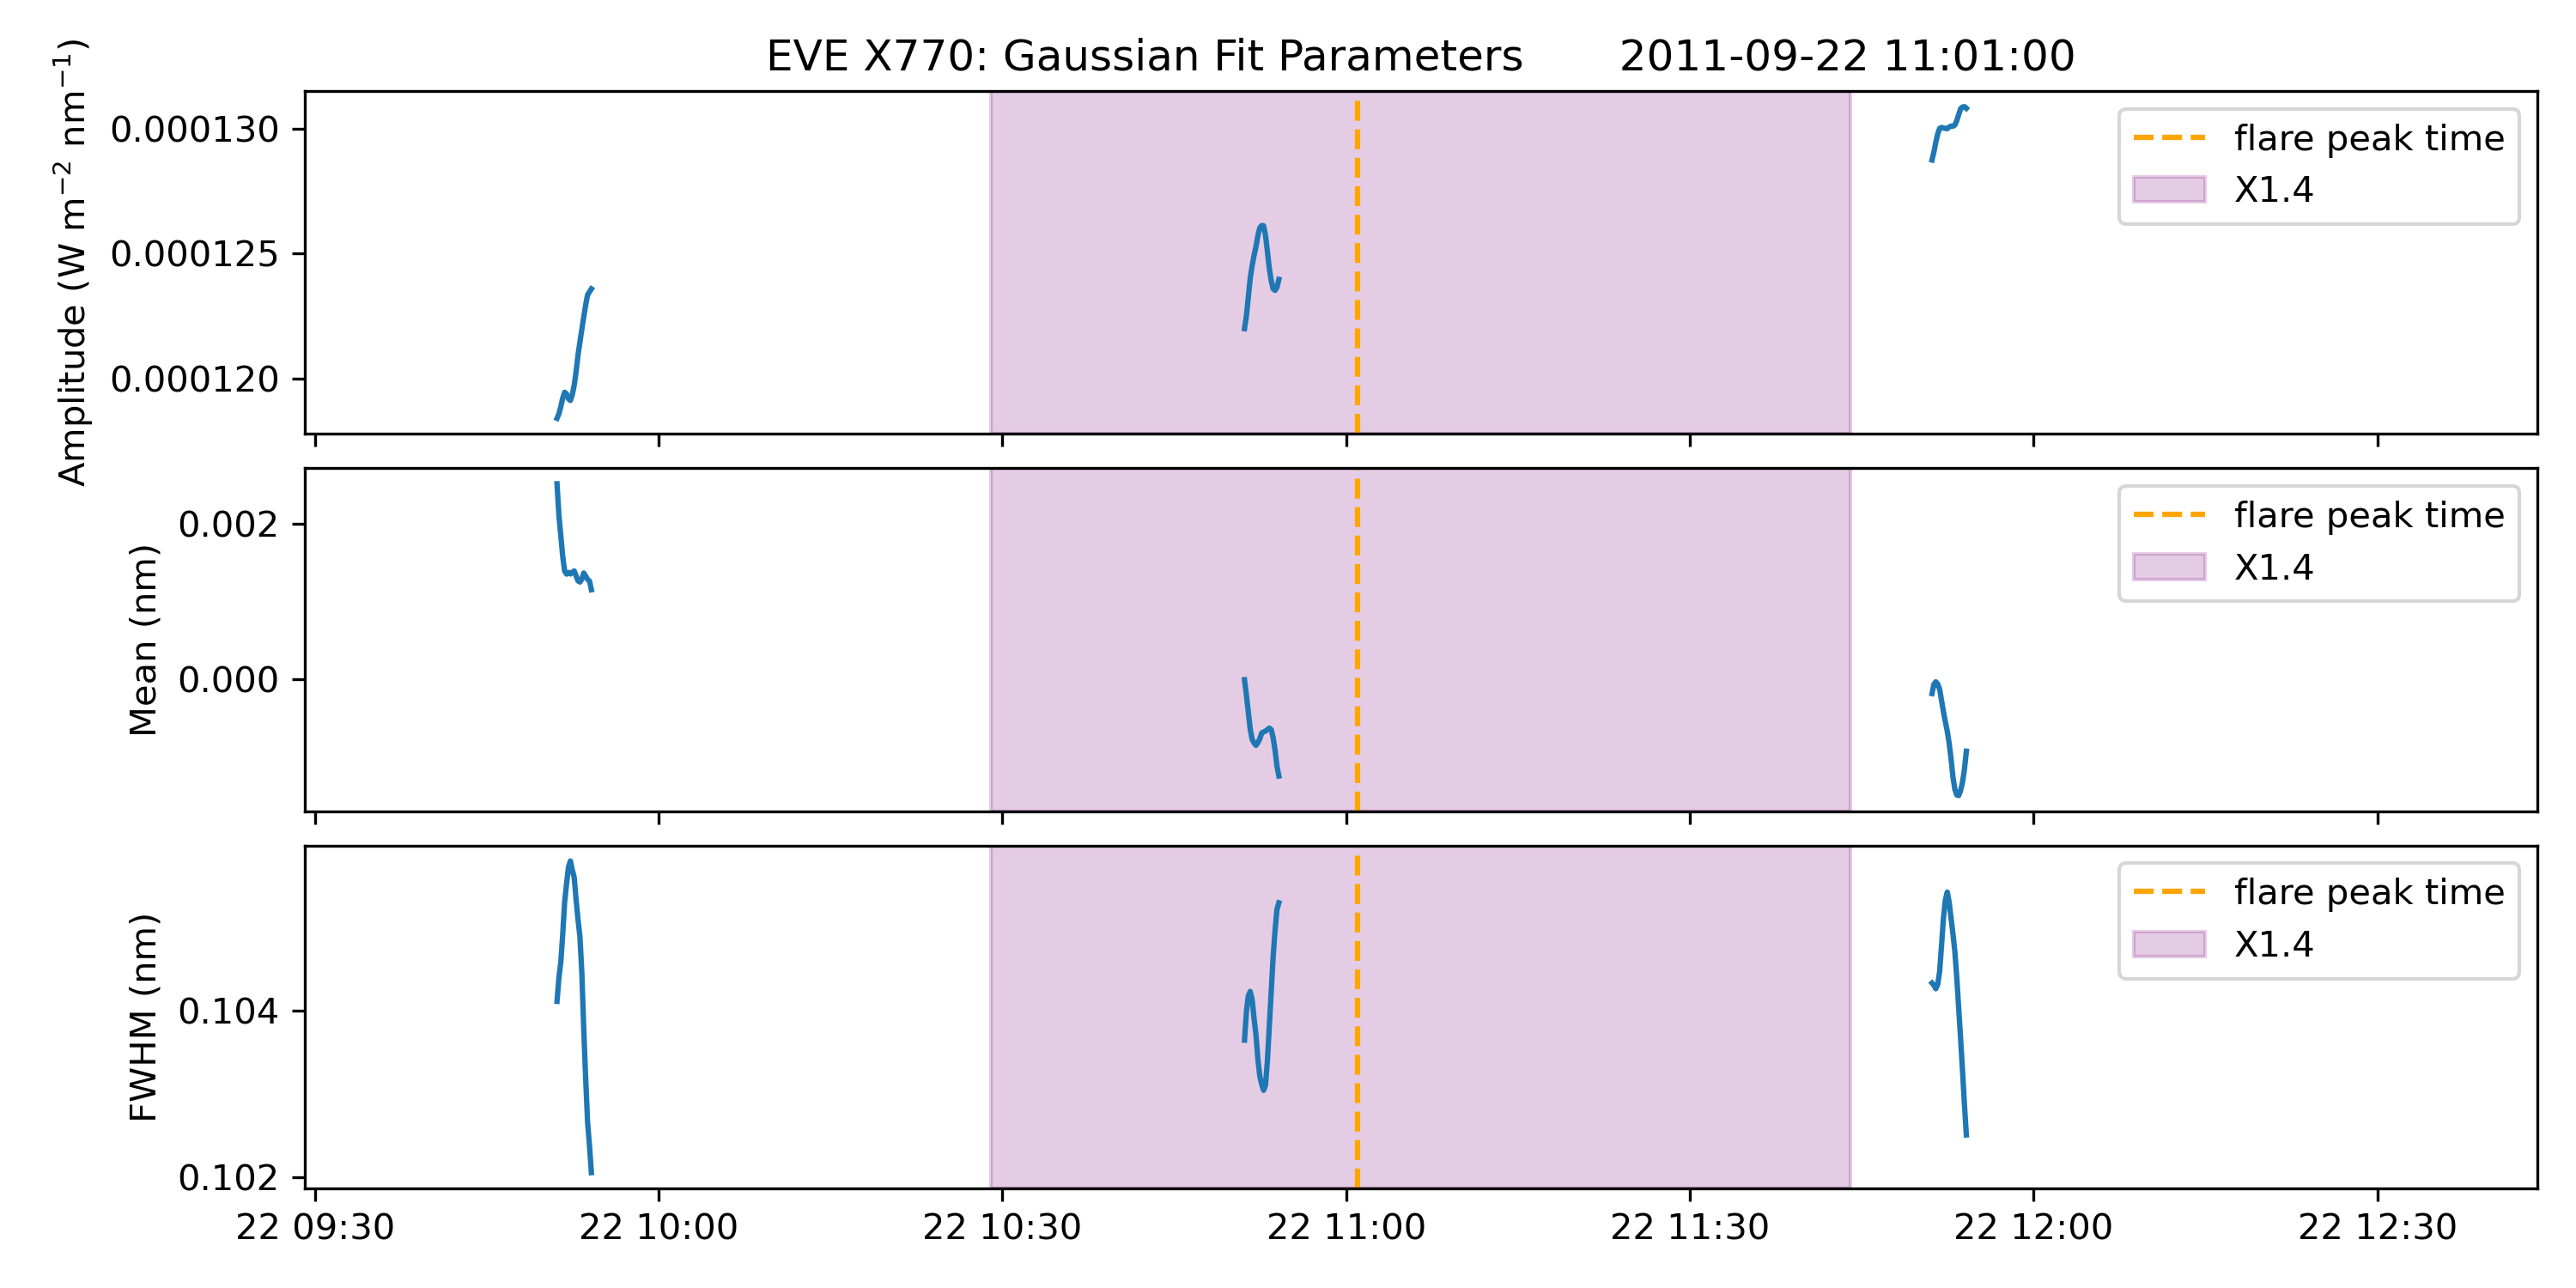 EVE X770: Gaussian Fit Parameters 2011-09-22 11:01:00
Amplitude (W m⁻² nm⁻¹)
0.000130
0.000125
0.000120
flare peak time
X1.4
Mean (nm)
0.002
0.000
flare peak time
X1.4
FWHM (nm)
0.104
0.102
flare peak time
X1.4
22 09:30 22 10:00 22 10:30 22 11:00 22 11:30 22 12:00 22 12:30